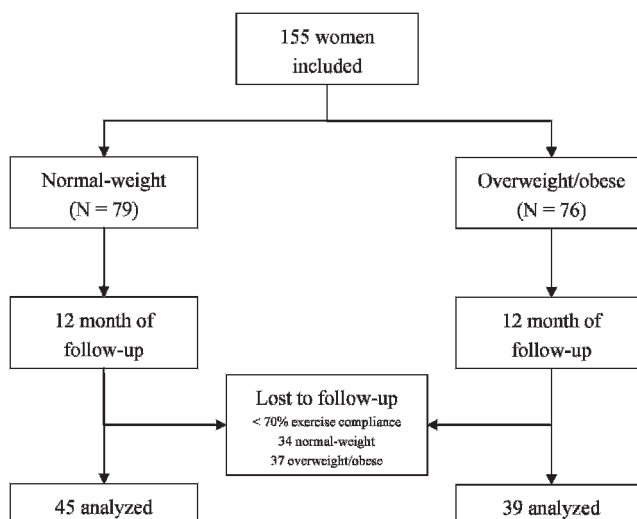 155 women
included
Normal-weight
(N = 79)
Overweight/obese
(N = 76)
12 month of
follow-up
12 month of
follow-up
Lost to follow-up
< 70% exercise compliance
34 normal-weight
37 overweight/obese
45 analyzed
39 analyzed